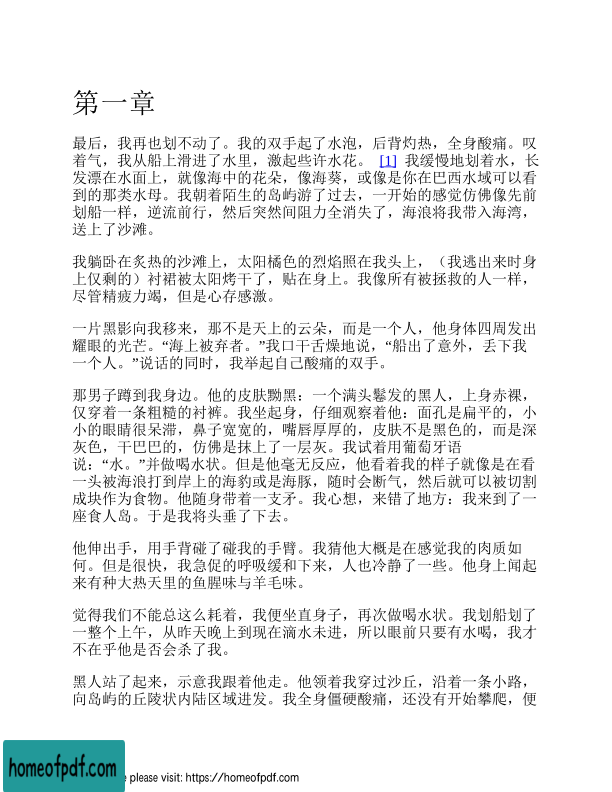 第一章
最后，我再也划不动了。我的双手起了水泡，后背灼热，全身酸痛。叹
着气，我从船上滑进了水里，激起些许水花。 [1] 我缓慢地划着水，长
发漂在水面上，就像海中的花朵，像海葵，或像是你在巴西水域可以看
到的那类水母。我朝着陌生的岛屿游了过去，一开始的感觉仿佛像先前
划船一样，逆流前行，然后突然间阻力全消失了，海浪将我带入海湾，
送上了沙滩。
我躺卧在炙热的沙滩上，太阳橘色的烈焰照在我头上，（我逃出来时身
上仅剩的）衬裙被太阳烤干了，贴在身上。我像所有被拯救的人一样，
尽管精疲力竭，但是心存感激。
一片黑影向我移来，那不是天上的云朵，而是一个人，他身体四周发出
耀眼的光芒。“海上被弃者。”我口干舌燥地说，“船出了意外，丢下我
一个人。”说话的同时，我举起自己酸痛的双手。
那男子蹲到我身边。他的皮肤黝黑：一个满头鬈发的黑人，上身赤裸，
仅穿着一条粗糙的衬裤。我坐起身，仔细观察着他：面孔是扁平的，小
小的眼睛很呆滞，鼻子宽宽的，嘴唇厚厚的，皮肤不是黑色的，而是深
灰色，干巴巴的，仿佛是抹上了一层灰。我试着用葡萄牙语
说：“水。”并做喝水状。但是他毫无反应，他看着我的样子就像是在看
一头被海浪打到岸上的海豹或是海豚，随时会断气，然后就可以被切割
成块作为食物。他随身带着一支矛。我心想，来错了地方：我来到了一
座食人岛。于是我将头垂了下去。
他伸出手，用手背碰了碰我的手臂。我猜他大概是在感觉我的肉质如
何。但是很快，我急促的呼吸缓和下来，人也冷静了一些。他身上闻起
来有种大热天里的鱼腥味与羊毛味。
觉得我们不能总这么耗着，我便坐直身子，再次做喝水状。我划船划了
一整个上午，从昨天晚上到现在滴水未进，所以眼前只要有水喝，我才
不在乎他是否会杀了我。
黑人站了起来，示意我跟着他走。他领着我穿过沙丘，沿着一条小路，
向岛屿的丘陵状内陆区域进发。我全身僵硬酸痛，还没有开始攀爬，便
homeofpdf.com
e please visit: https://homeofpdf.com